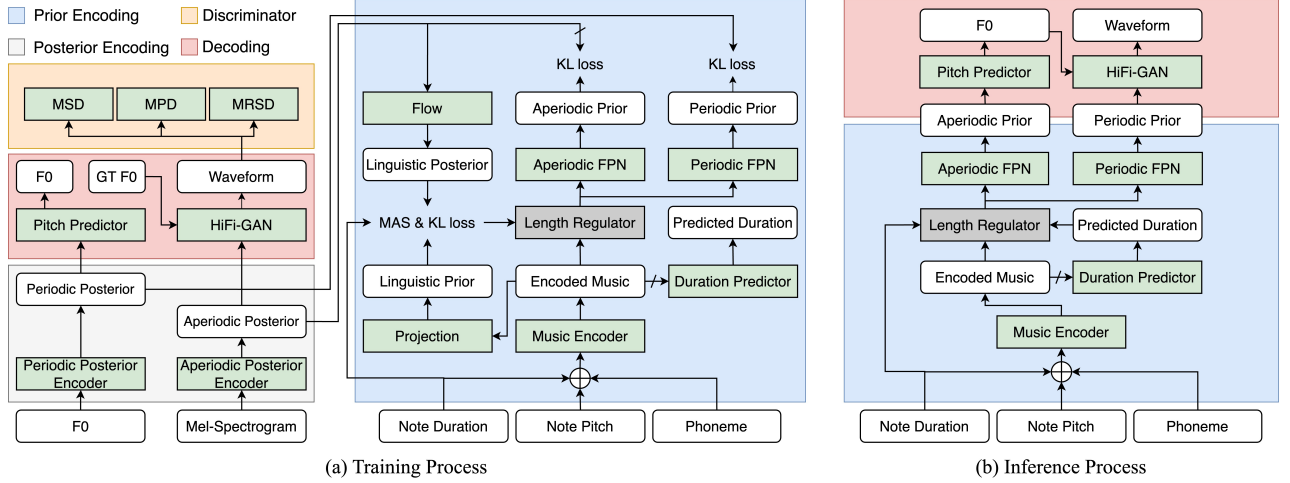 Prior Encoding
Discriminator
Posterior Encoding
Decoding
MSD
MPD
MRSD
F0
GT F0
Waveform
Pitch Predictor
HiFi-GAN
Periodic Posterior
Aperiodic Posterior
Periodic Posterior
Encoder
Aperiodic Posterior
Encoder
F0
Mel-Spectrogram
KL loss
KL loss
Flow
Aperiodic Prior
Periodic Prior
Linguistic Posterior
Aperiodic FPN
Periodic FPN
MAS & KL loss
Length Regulator
Predicted Duration
Linguistic Prior
Encoded Music
Duration Predictor
Projection
Music Encoder
Note Duration
Note Pitch
Phoneme
(a) Training Process
F0
Waveform
Pitch Predictor
HiFi-GAN
Aperiodic Prior
Periodic Prior
Aperiodic FPN
Periodic FPN
Length Regulator
Predicted Duration
Encoded Music
Duration Predictor
Music Encoder
Note Duration
Note Pitch
Phoneme
(b) Inference Process